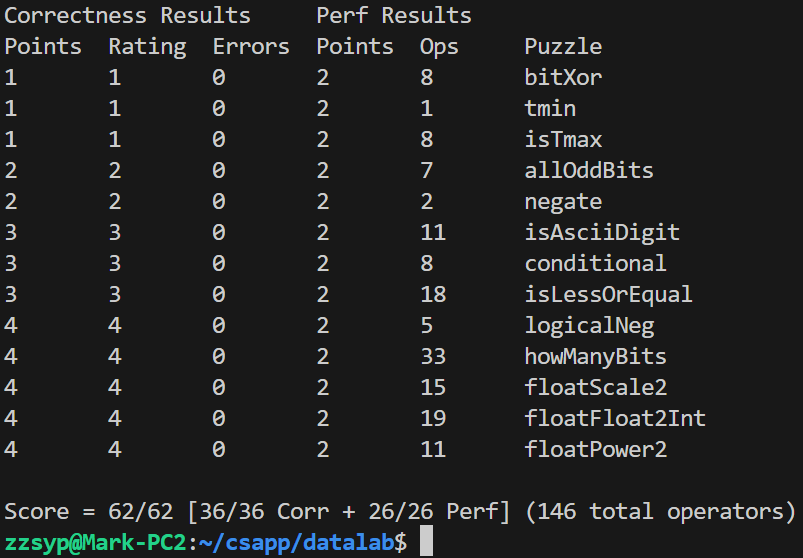 Correctness Results     Perf Results
Points  Rating  Errors  Points  Ops     Puzzle
1       1       0       2       8       bitXor
1       1       0       2       1       tmin
1       1       0       2       8       isTmax
2       2       0       2       7       allOddBits
2       2       0       2       2       negate
3       3       0       2       11      isAsciiDigit
3       3       0       2       8       conditional
3       3       0       2       18      isLessOrEqual
4       4       0       2       5       logicalNeg
4       4       0       2       33      howManyBits
4       4       0       2       15      floatScale2
4       4       0       2       19      floatFloat2Int
4       4       0       2       11      floatPower2

Score = 62/62 [36/36 Corr + 26/26 Perf] (146 total operators)
zzsyp@Mark-PC2:~/csapp/datalab$